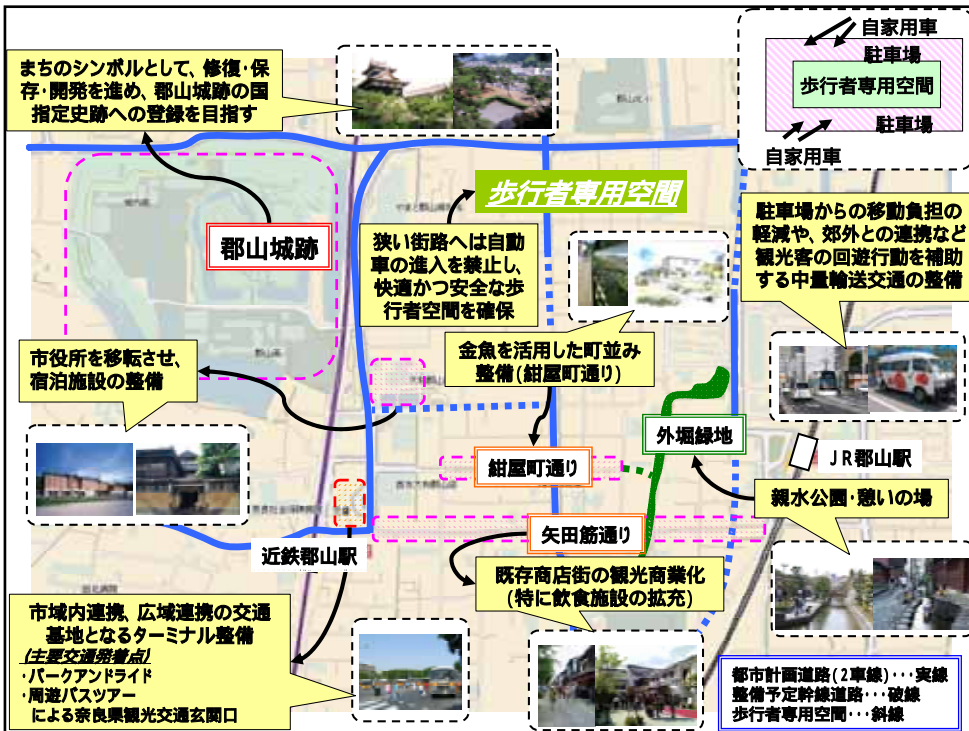 まちのシンボルとして、修復・保
存・開発を進め、郡山城跡の国
指定史跡への登録を目指す
自家用車
駐車場
歩行者専用空間
駐車場
自家用車
歩行者専用空間
郡山城跡
狭い街路へは自動
車の進入を禁止し、
快適かつ安全な歩
行者空間を確保
駐車場からの移動負担の
軽減や、郊外との連携など
観光客の回遊行動を補助
する中量輸送交通の整備
市役所を移転させ、
宿泊施設の整備
金魚を活用した町並み
整備(紺屋町通り)
外堀緑地
紺屋町通り
JR郡山駅
親水公園・憩いの場
矢田筋通り
近鉄郡山駅
既存商店街の観光商業化
(特に飲食施設の拡充)
市域内連携、広域連携の交通
基地となるターミナル整備
(主要交通発着点)
・パークアンドライド
・周遊バスツアー
による奈良県観光交通玄関口
都市計画道路(2車線)・・・実線
整備予定幹線道路・・・破線
歩行者専用空間・・・斜線